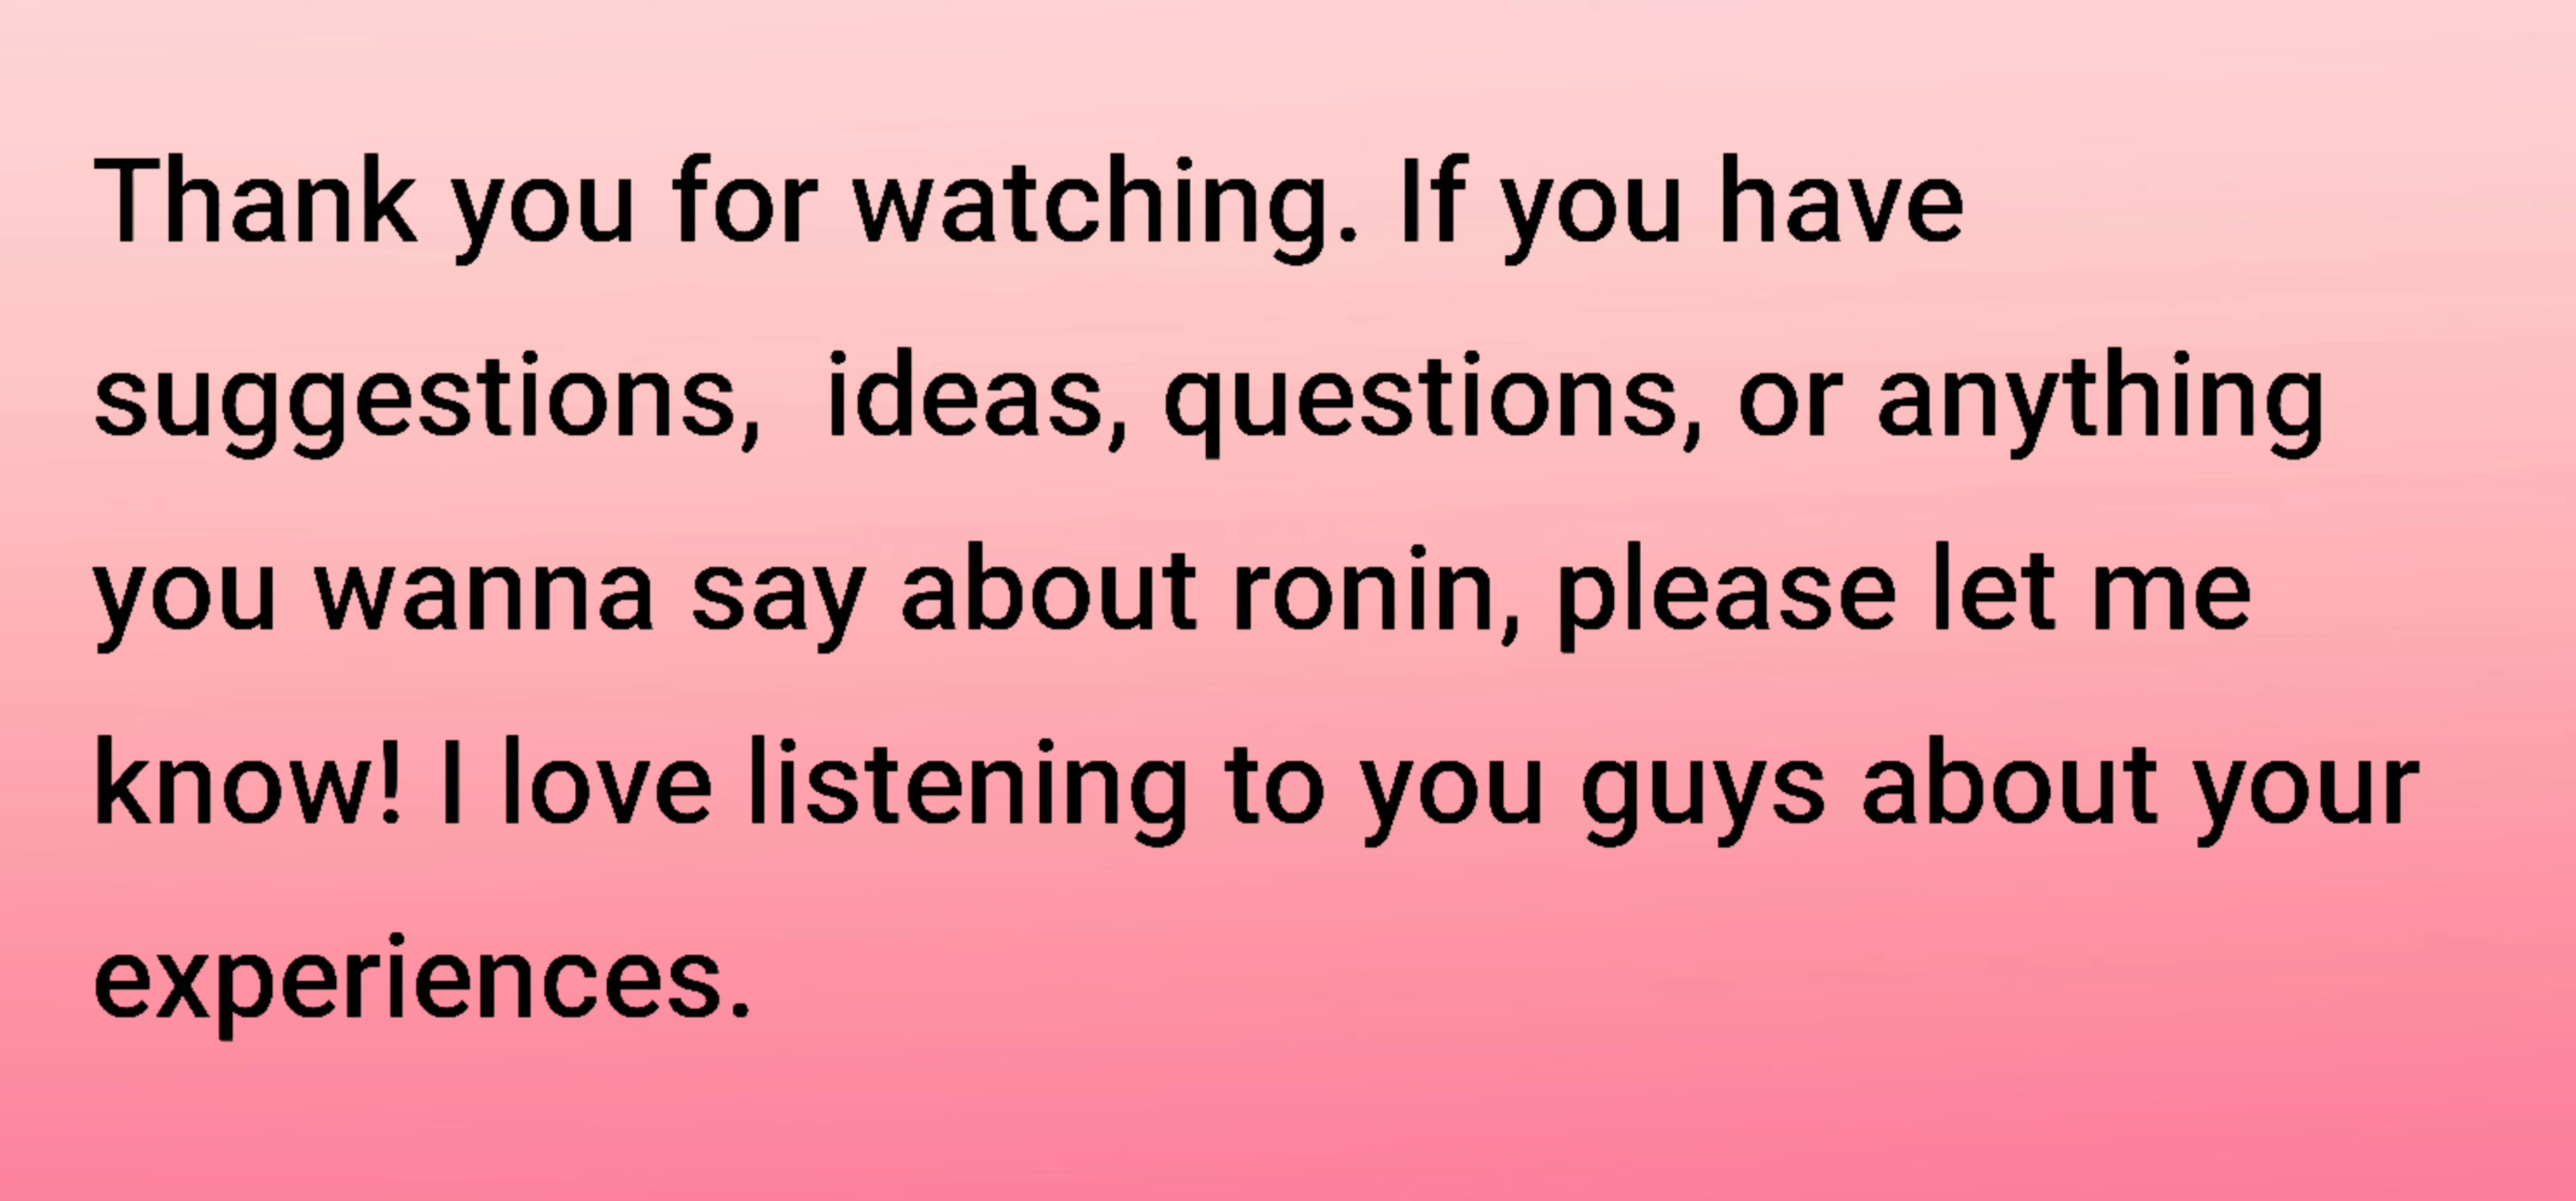 Thank you for watching. If you have
suggestions,  ideas, questions, or anything
you wanna say about ronin, please let me
know! I love listening to you guys about your
experiences.